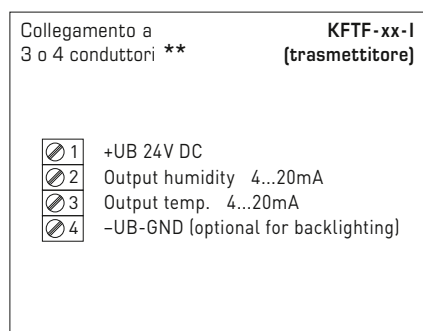 Collegamento a
3 o 4 conduttori **
KFTF-xx-I
(trasmettitore)
1 +UB 24V DC
2 Output humidity 4...20mA
3 Output temp. 4...20mA
4 –UB-GND (optional for backlighting)